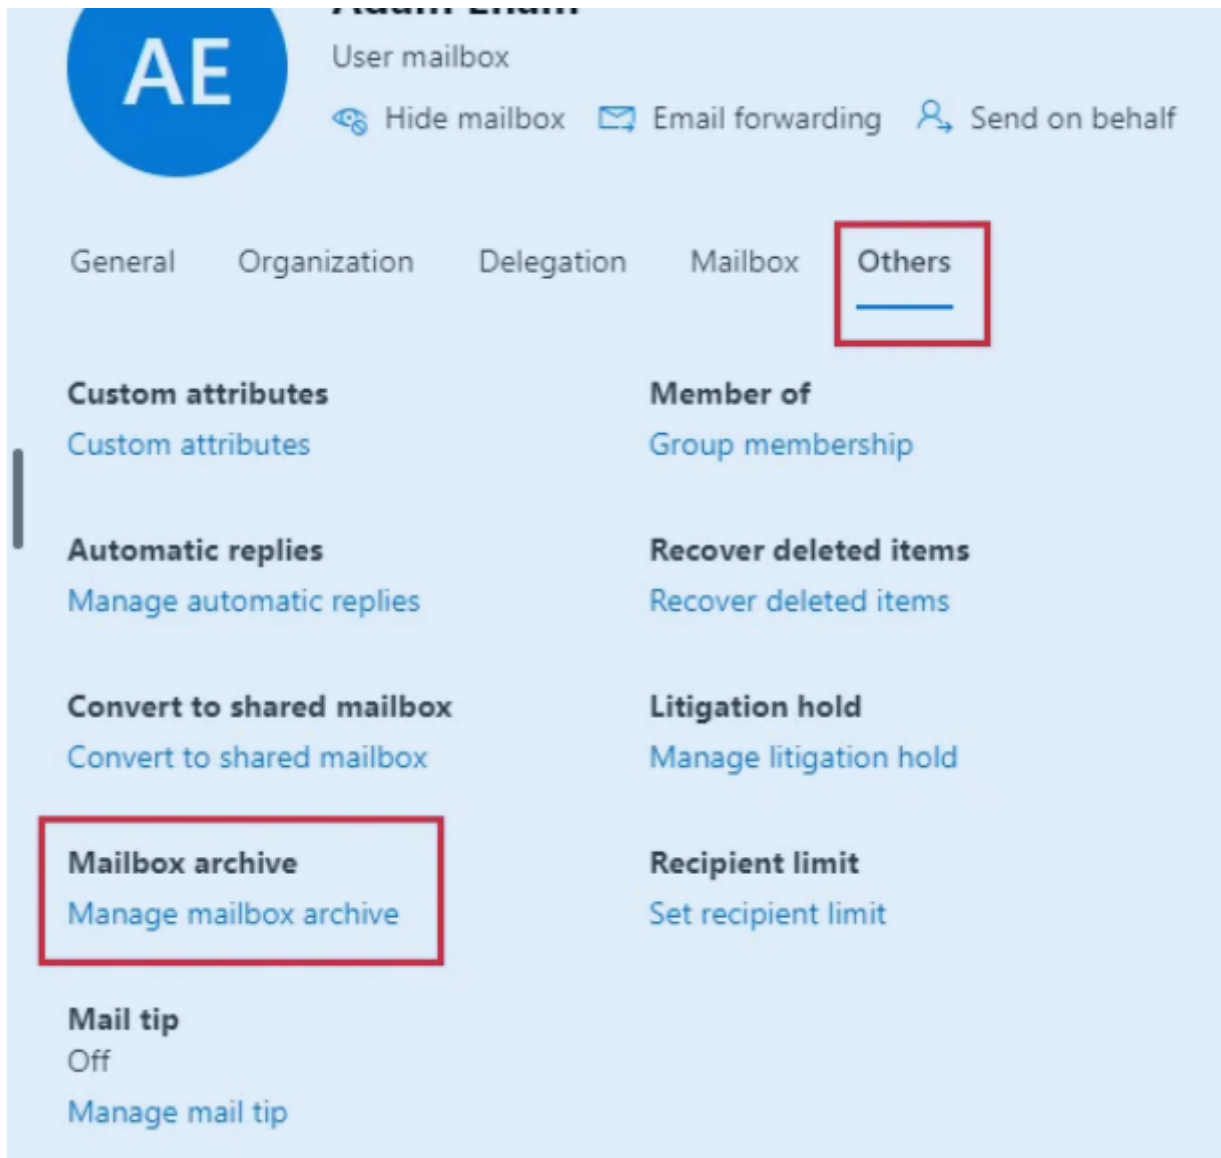 AE
User mailbox
Hide mailbox Email forwarding Send on behalf
General Organization Delegation Mailbox Others
Custom attributes
Custom attributes
Member of
Group membership
Automatic replies
Manage automatic replies
Recover deleted items
Recover deleted items
Convert to shared mailbox
Convert to shared mailbox
Litigation hold
Manage litigation hold
Mailbox archive
Manage mailbox archive
Recipient limit
Set recipient limit
Mail tip
Off
Manage mail tip